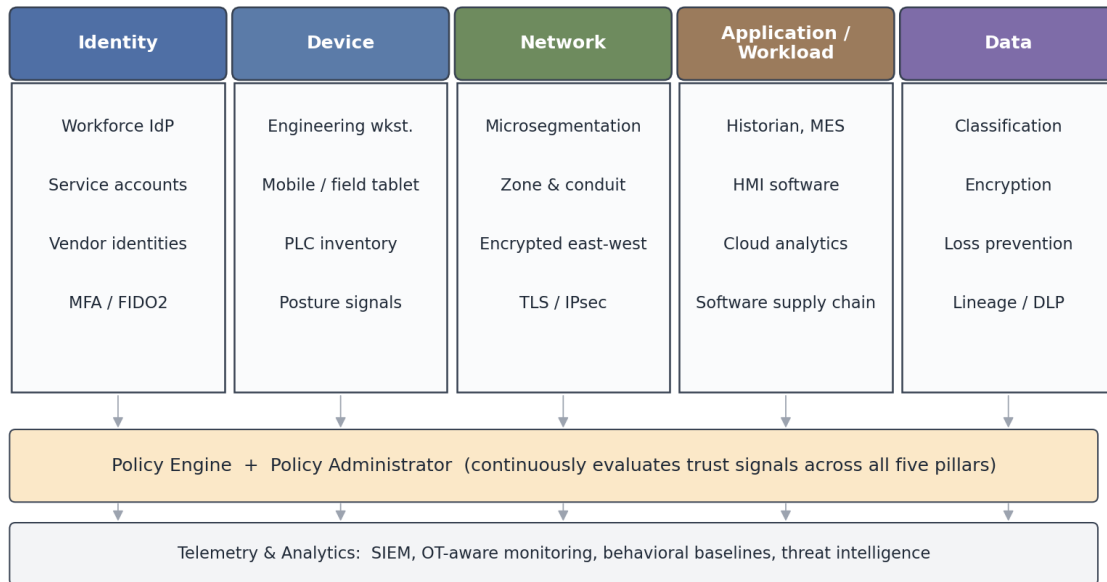 Identity
Device
Network
Application /
Workload
Data
Workforce IdP
Service accounts
Vendor identities
MFA / FIDO2
Engineering wkst.
Mobile / field tablet
PLC inventory
Posture signals
Microsegmentation
Zone & conduit
Encrypted east-west
TLS / IPsec
Historian, MES
HMI software
Cloud analytics
Software supply chain
Classification
Encryption
Loss prevention
Lineage / DLP
Policy Engine + Policy Administrator (continuously evaluates trust signals across all five pillars)
Telemetry & Analytics: SIEM, OT-aware monitoring, behavioral baselines, threat intelligence